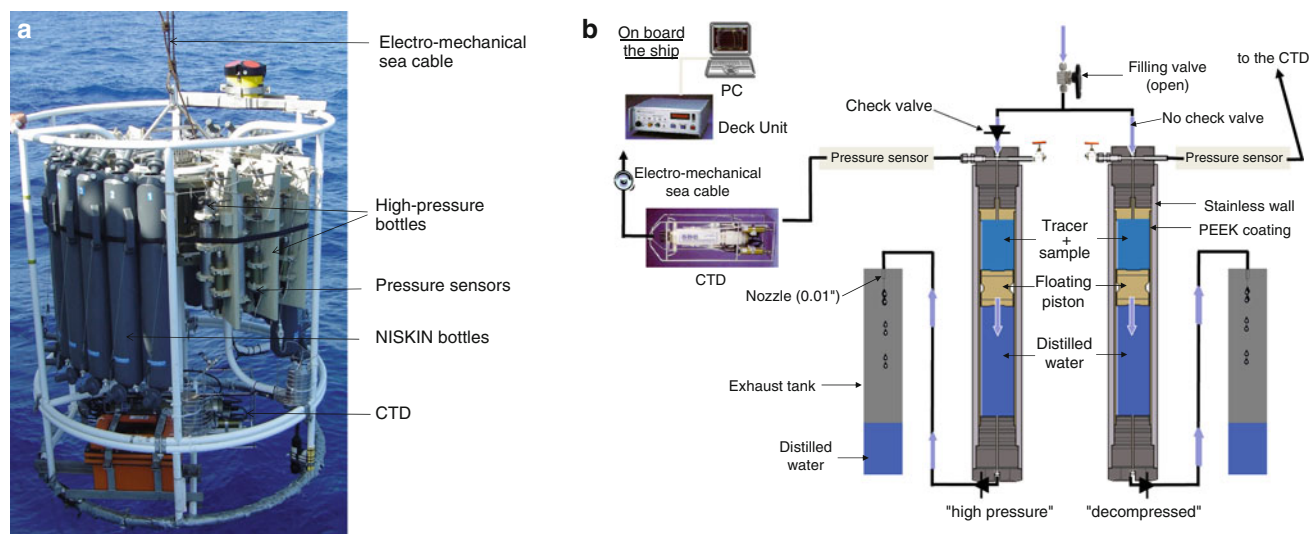 a
Electro-mechanical
sea cable
High-pressure
bottles
Pressure sensors
NISKIN bottles
CTD
b
On board
the ship
PC
Deck Unit
Electro-mechanical
sea cable
CTD
Check valve
Pressure sensor
Filling valve
(open)
No check valve
to the CTD
Pressure sensor
Stainless wall
PEEK coating
Tracer
+
sample
Floating
piston
Distilled
water
Nozzle (0.01")
Exhaust tank
Distilled
water
"high pressure"
"decompressed"